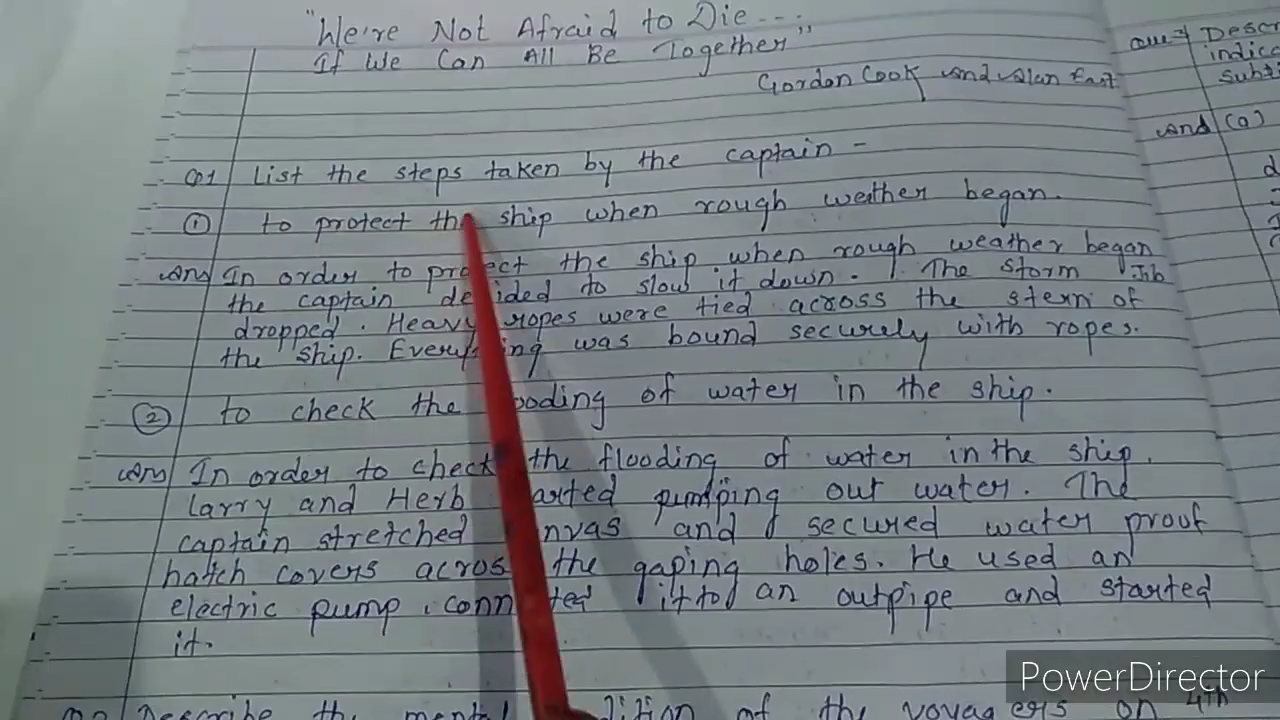 "We're Not Afraid to Die...
If We Can All Be Together"
Gordon Cook and Alan East
Q1 List the steps taken by the captain -
① to protect the ship when rough weather began.
Ans In order to protect the ship when rough weather began
the captain decided to slow it down. The storm Jib
dropped. Heavy ropes were tied across the stern of
the ship. Everything was bound securely with ropes.
② to check the flooding of water in the ship.
Ans In order to check the flooding of water in the ship.
Larry and Herb started pumping out water. The
captain stretched canvas and secured water proof
hatch covers across the gaping holes. He used an
electric pump, connected it to an outpipe and started
it.
Describe the of the voyagers on 4th
Descr
indica
subt
Ans (a)
PowerDirector